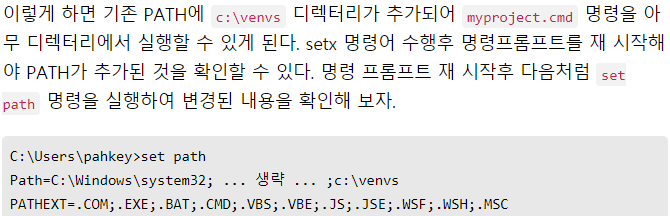 이렇게 하면 기존 PATH에 c:\venvs 디렉터리가 추가되어 myproject.cmd 명령을 아
무 디렉터리에서 실행할 수 있게 된다. setx 명령어 수행후 명령프롬프트를 재 시작해
야 PATH가 추가된 것을 확인할 수 있다. 명령 프롬프트 재 시작후 다음처럼 set
path 명령을 실행하여 변경된 내용을 확인해 보자.
C:\Users\pahkey>set path
Path=C:\Windows\system32; ... 생략 ... ;c:\venvs
PATHEXT=.COM;.EXE;.BAT;.CMD;.VBS;.VBE;.JS;.JSE;.WSF;.WSH;.MSC